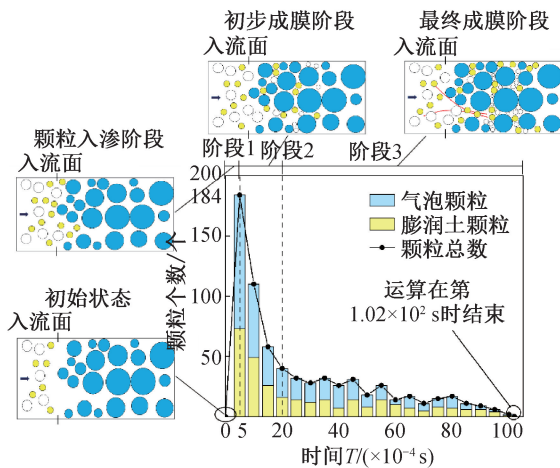 初步成膜阶段
入流面
最终成膜阶段
入流面
颗粒入渗阶段
入流面
阶段1
阶段2
阶段3
初始状态
入流面
颗粒个数/个
200
184
150
100
50
气泡颗粒
膨润土颗粒
颗粒总数
运算在第
1.02×10² s时结束
0 5 20 40 60 80 100
时间T/(×10⁻⁴ s)